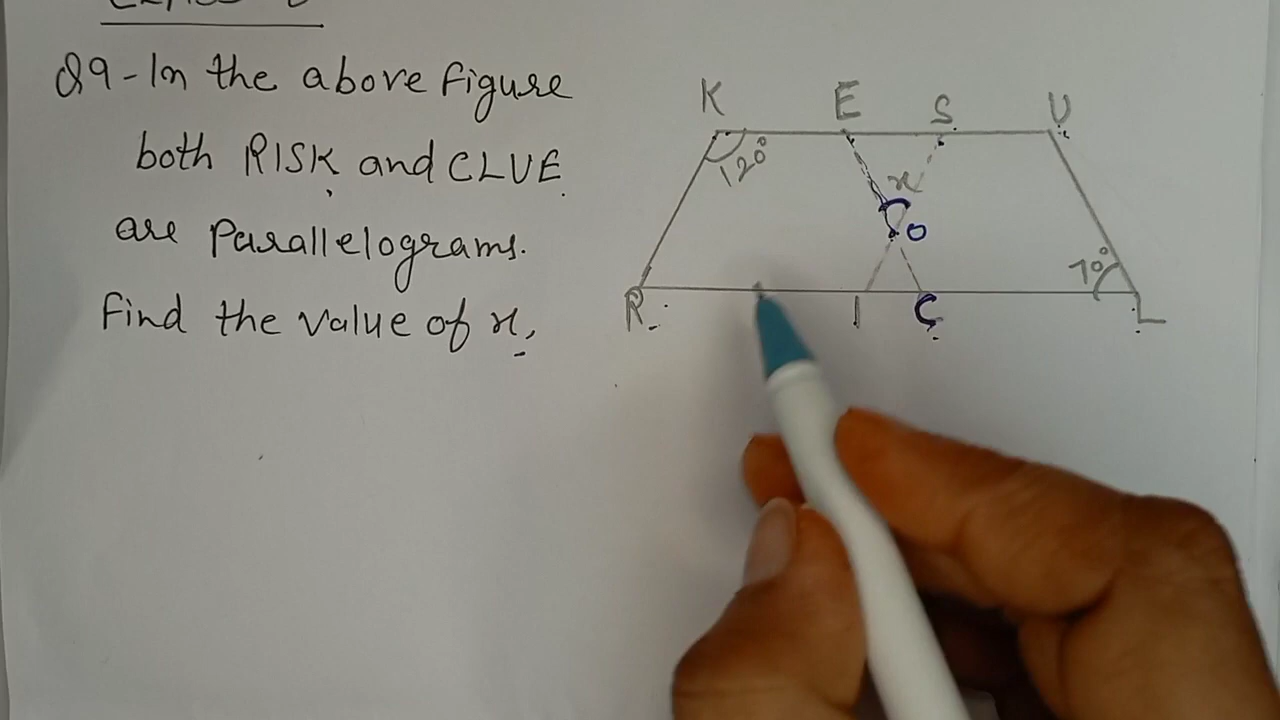 Q9-In the above figure
both RISK and CLUE
are Parallelograms.
find the value of x.
K E S U
120°
x
O
70°
R I C L